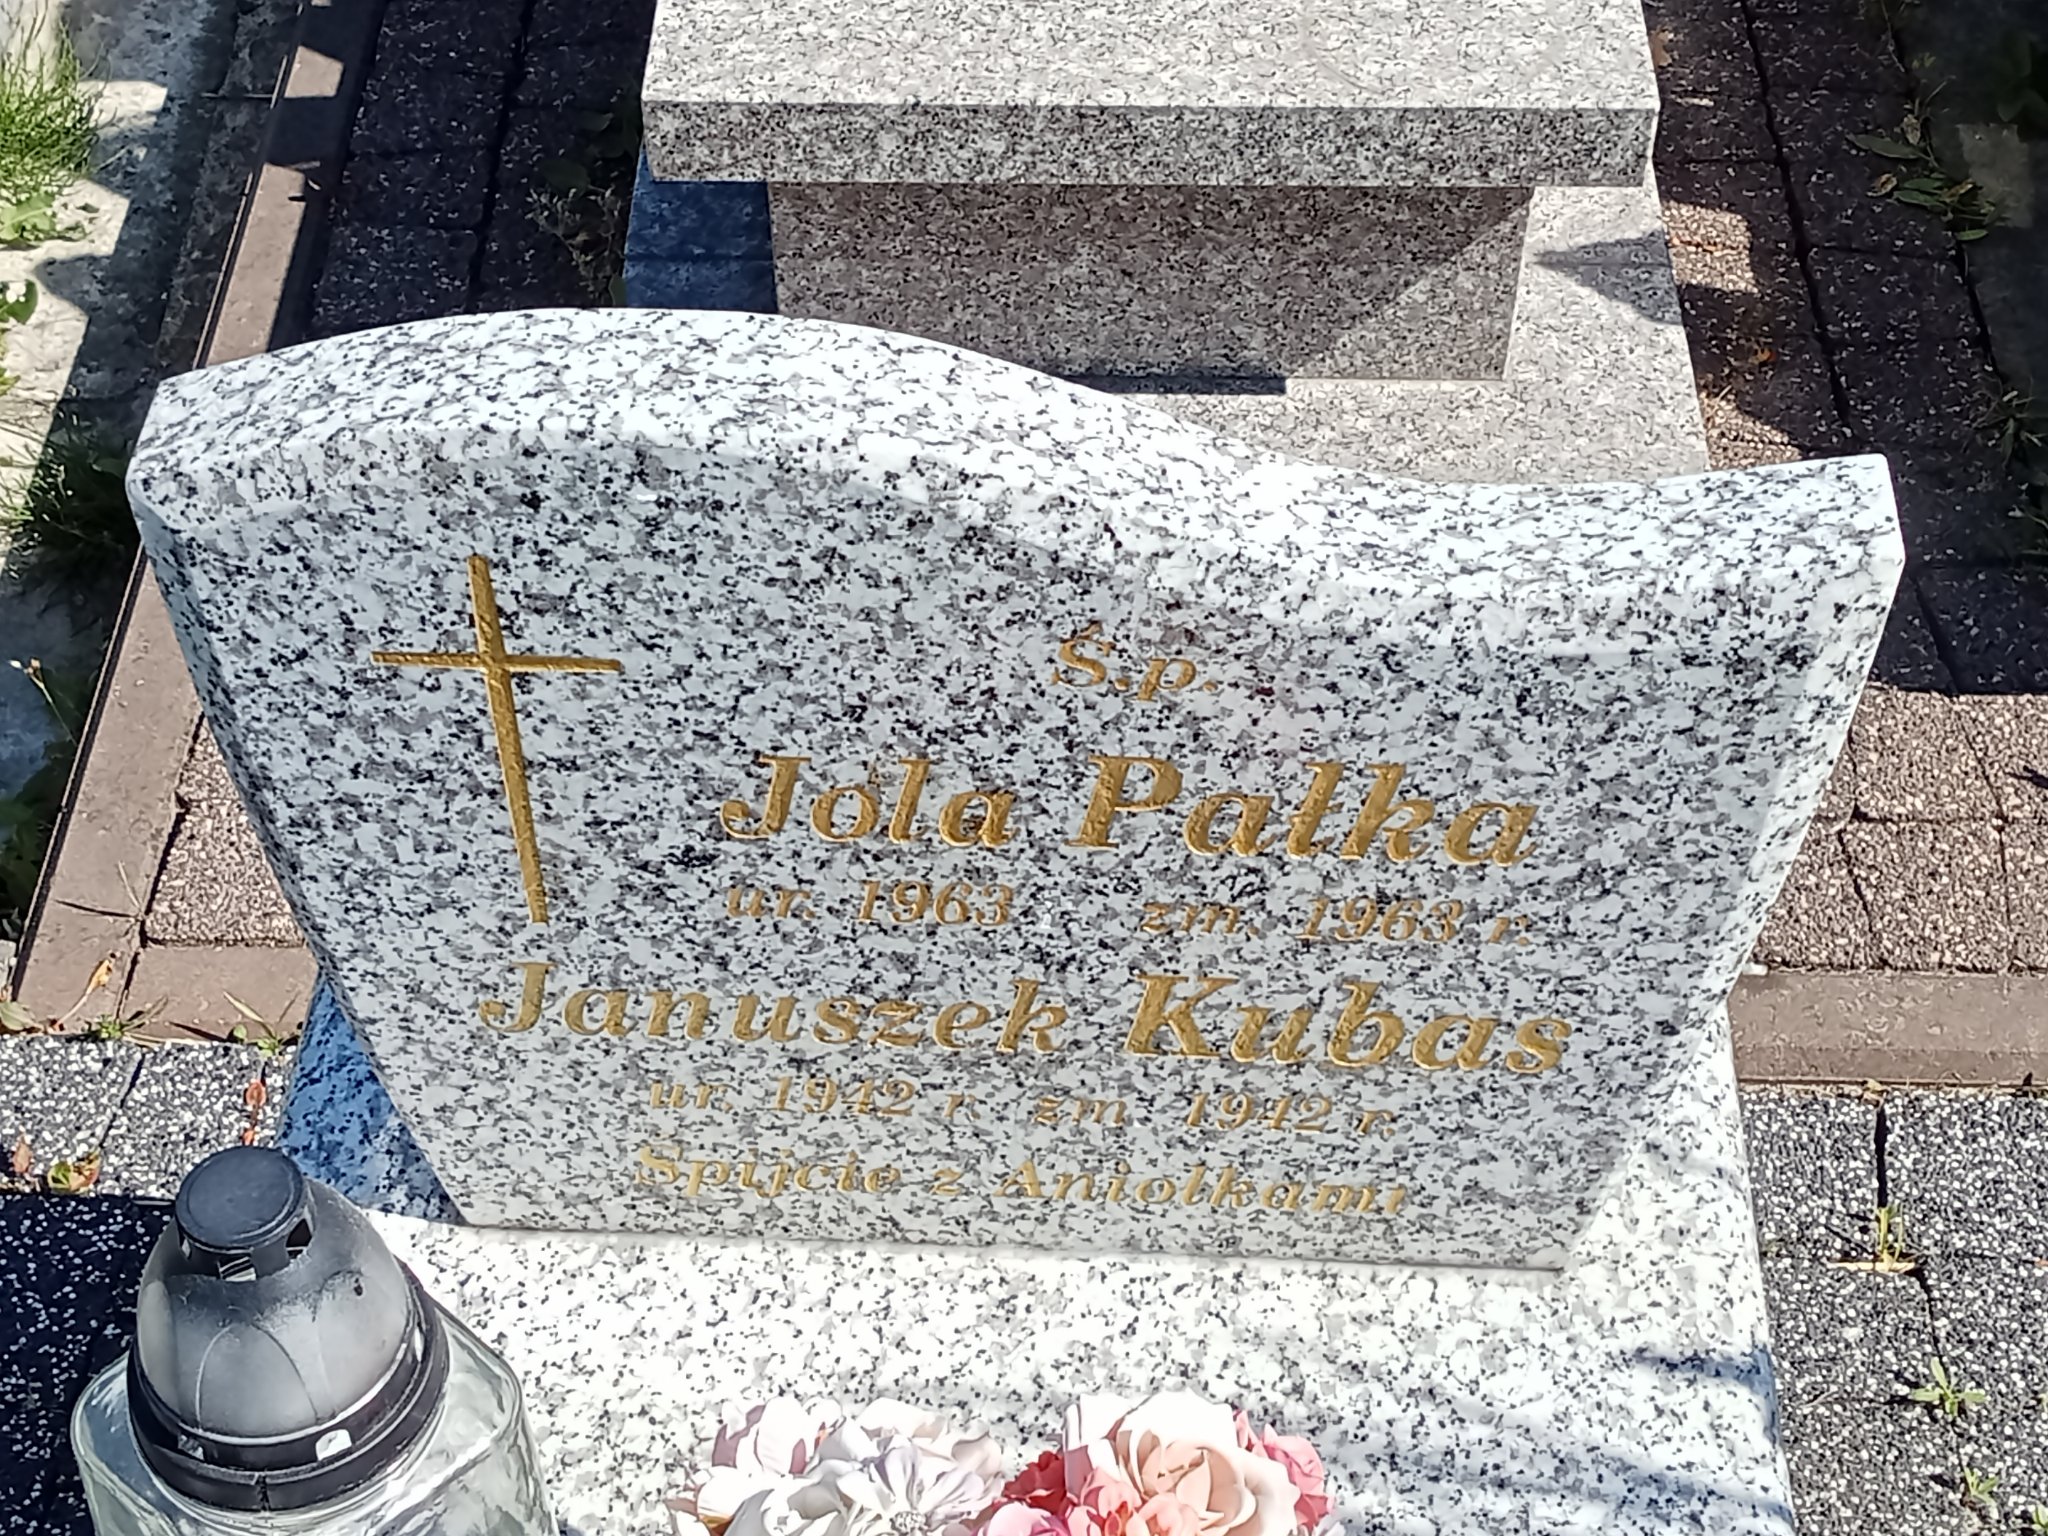 Ś.p.
Jola Pałka
ur. 1963 zm. 1963 r.
Januszek Kubas
ur. 1942 r. zm. 1942 r.
Śpijcie z Aniołkami